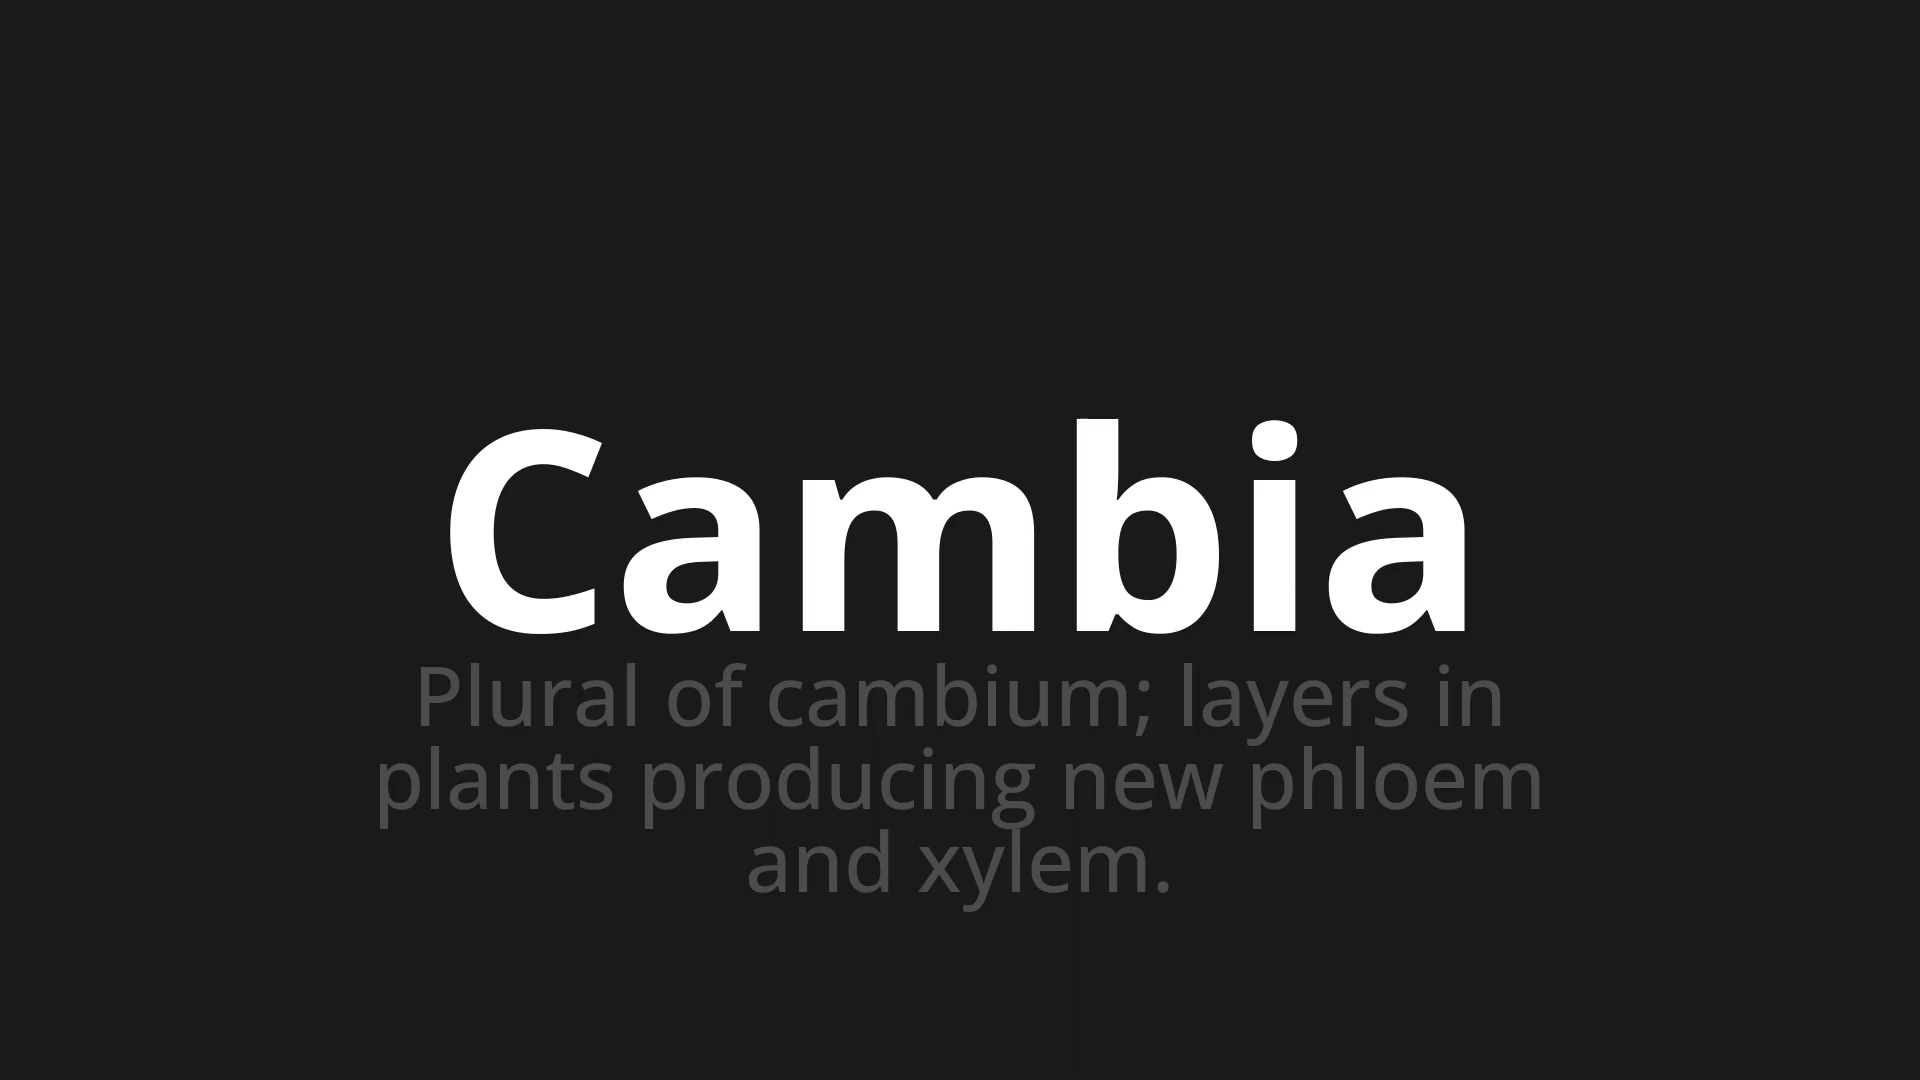 Cambia
Plural of cambium; layers in
plants producing new phloem
and xylem.